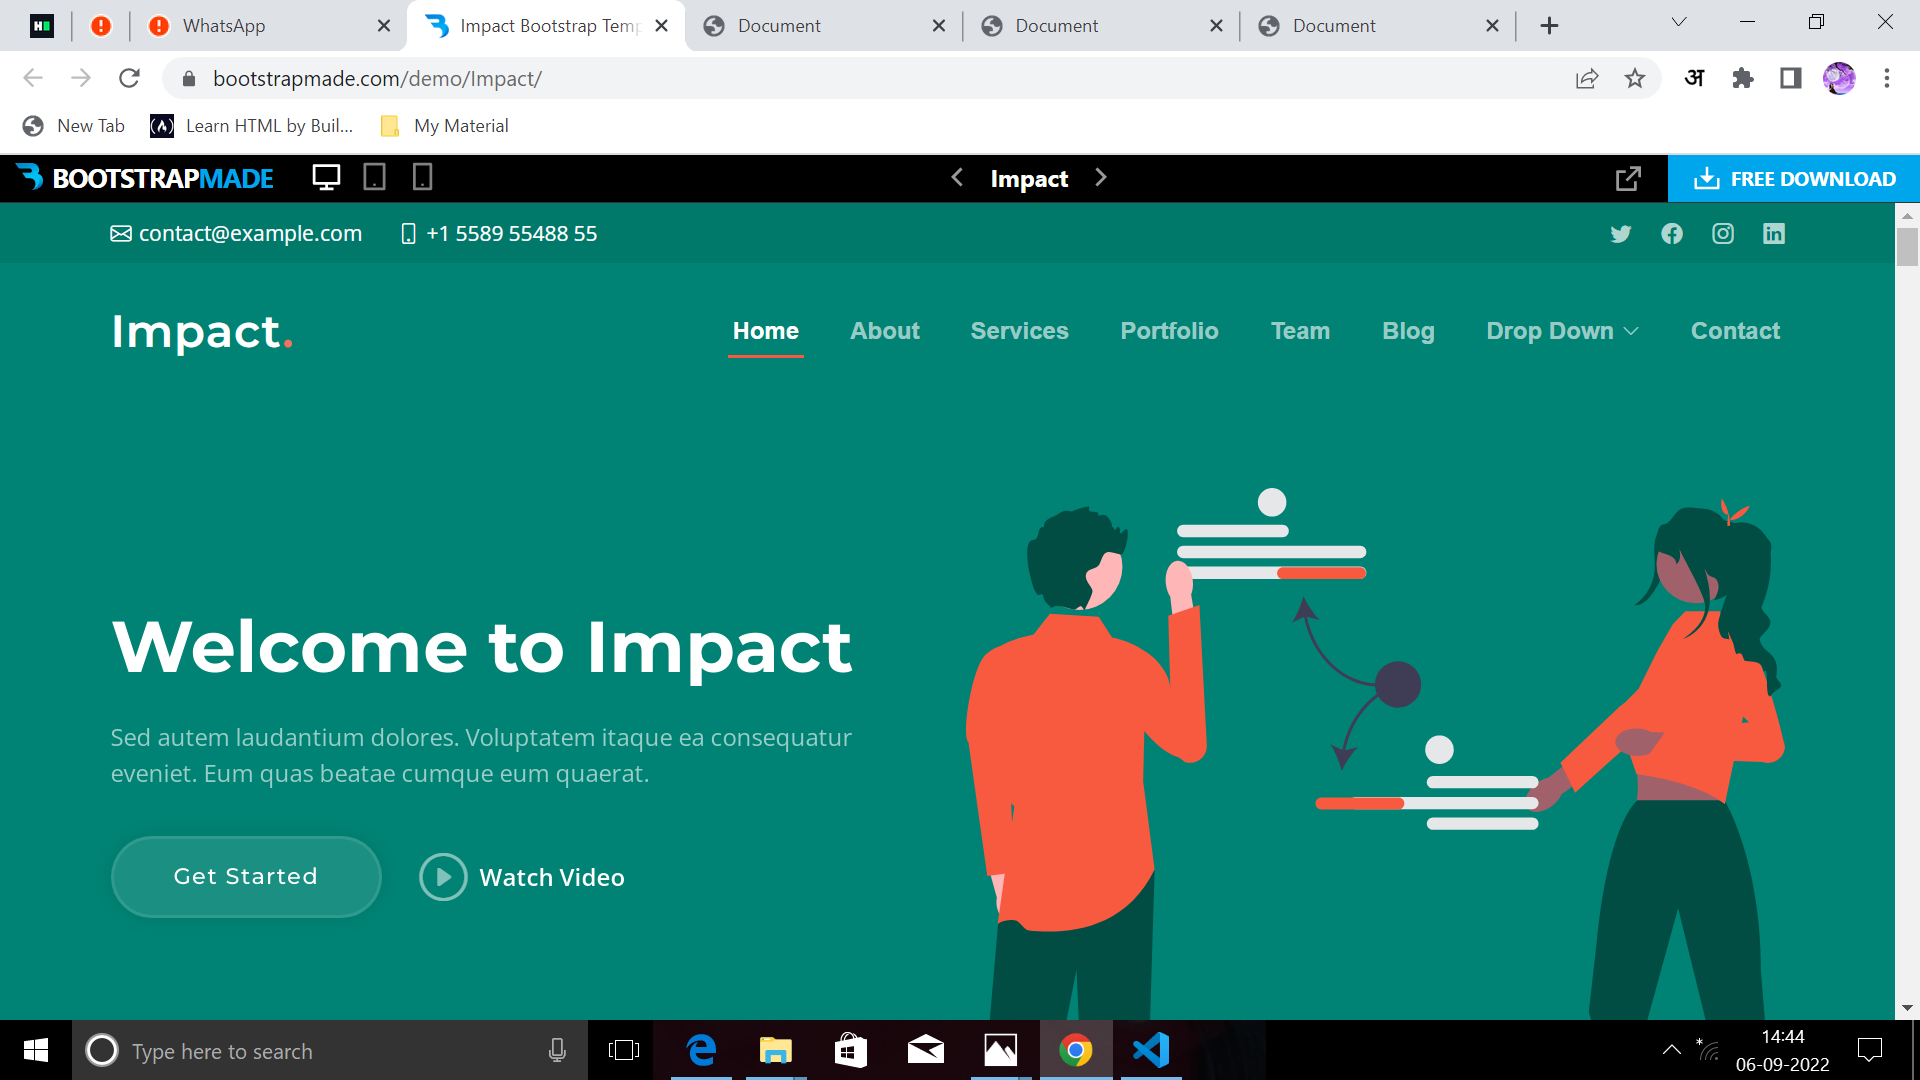 WhatsApp
Impact Bootstrap Temp
Document
Document
Document
bootstrapmade.com/demo/Impact/
अ
New Tab
Learn HTML by Buil...
My Material
BOOTSTRAPMADE
Impact
FREE DOWNLOAD
contact@example.com
+1 5589 55488 55
Impact.
Home
About
Services
Portfolio
Team
Blog
Drop Down
Contact
Welcome to Impact
Sed autem laudantium dolores. Voluptatem itaque ea consequatur
eveniet. Eum quas beatae cumque eum quaerat.
Get Started
Watch Video
Type here to search
14:44
06-09-2022